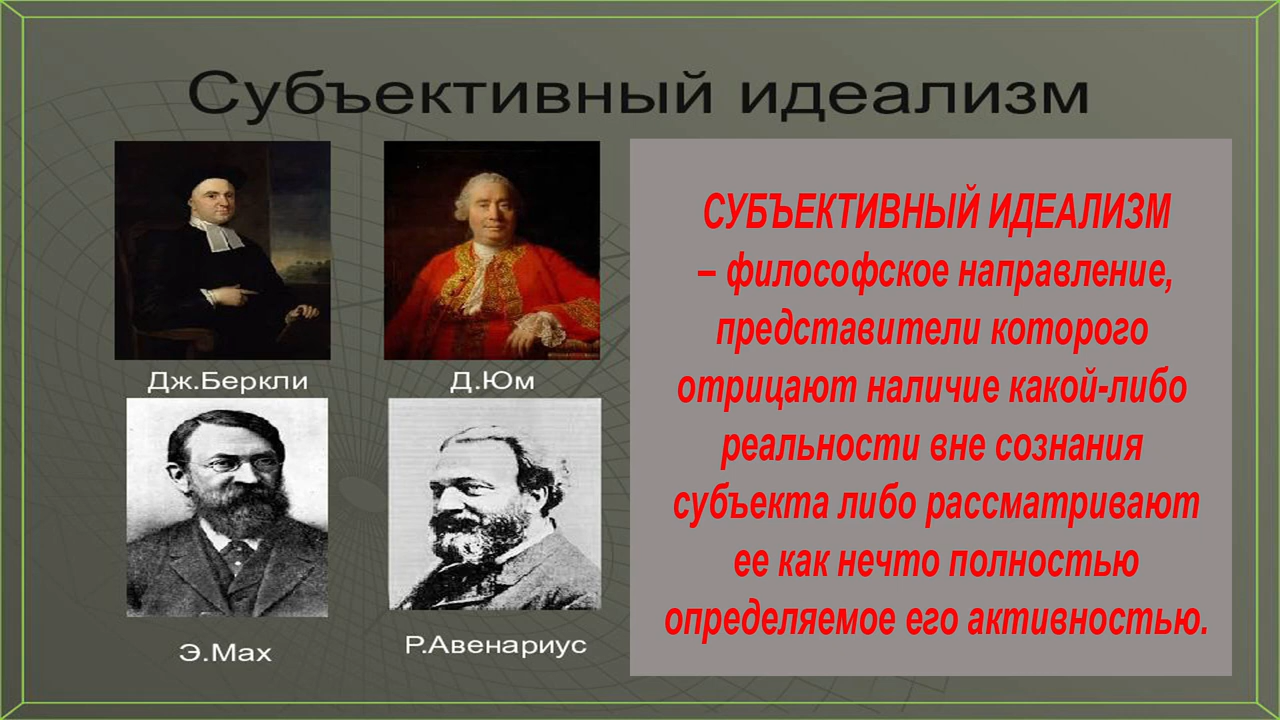 Субъективный идеализм
Дж.Беркли
Д.Юм
Э.Мах
Р.Авенариус
СУБЪЕКТИВНЫЙ ИДЕАЛИЗМ
– философское направление,
представители которого
отрицают наличие какой-либо
реальности вне сознания
субъекта либо рассматривают
ее как нечто полностью
определяемое его активностью.